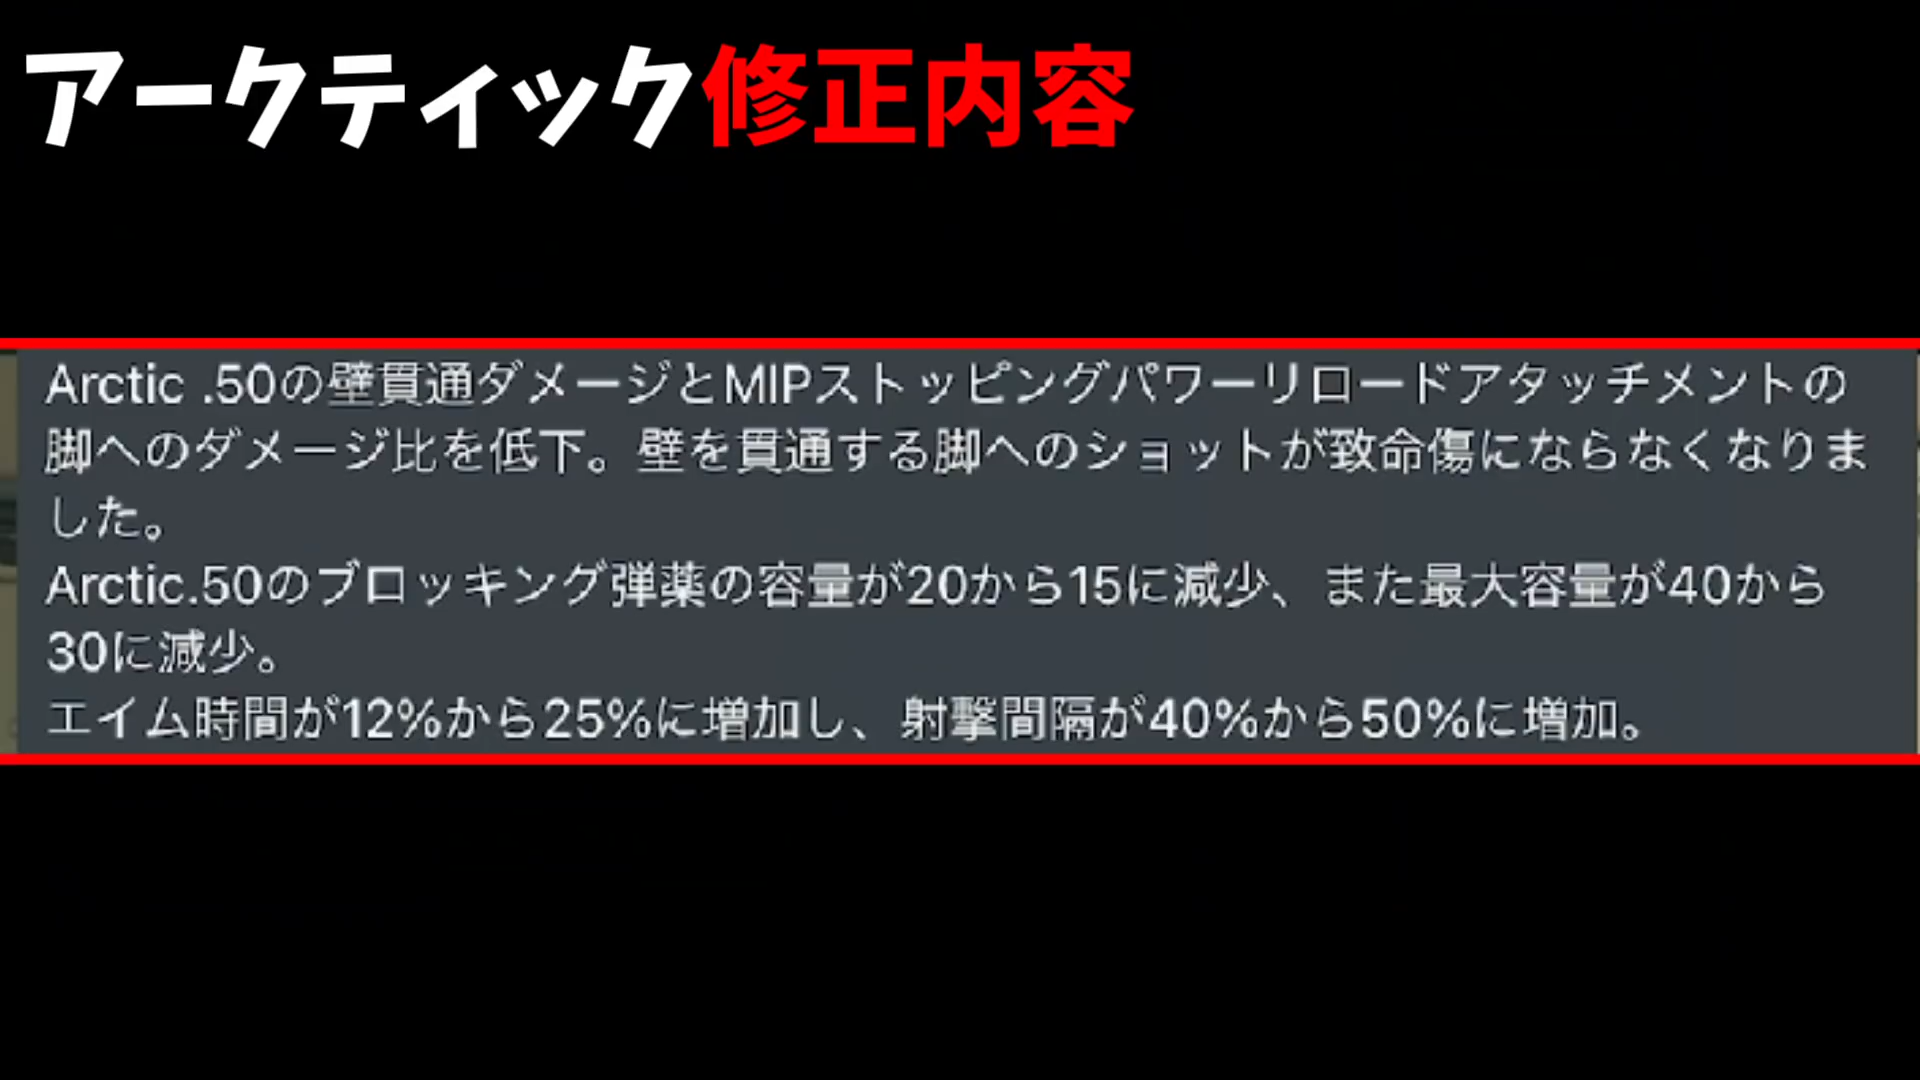 アークティック修正内容
Arctic .50の壁貫通ダメージとMIPストッピングパワーリロードアタッチメントの
脚へのダメージ比を低下。壁を貫通する脚へのショットが致命傷にならなくなりま
した。
Arctic.50のブロッキング弾薬の容量が20から15に減少、また最大容量が40から
30に減少。
エイム時間が12%から25%に増加し、射撃間隔が40%から50%に増加。